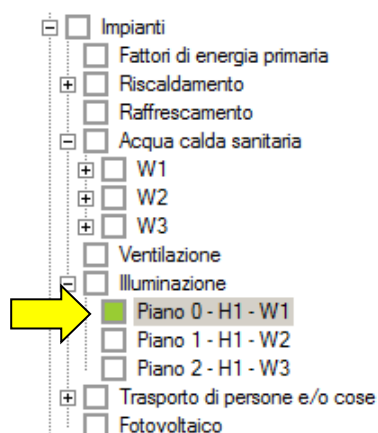 Impianti
Fattori di energia primaria
Riscaldamento
Raffrescamento
Acqua calda sanitaria
W1
W2
W3
Ventilazione
Illuminazione
Piano 0 - H1 - W1
Piano 1 - H1 - W2
Piano 2 - H1 - W3
Trasporto di persone e/o cose
Fotovoltaico